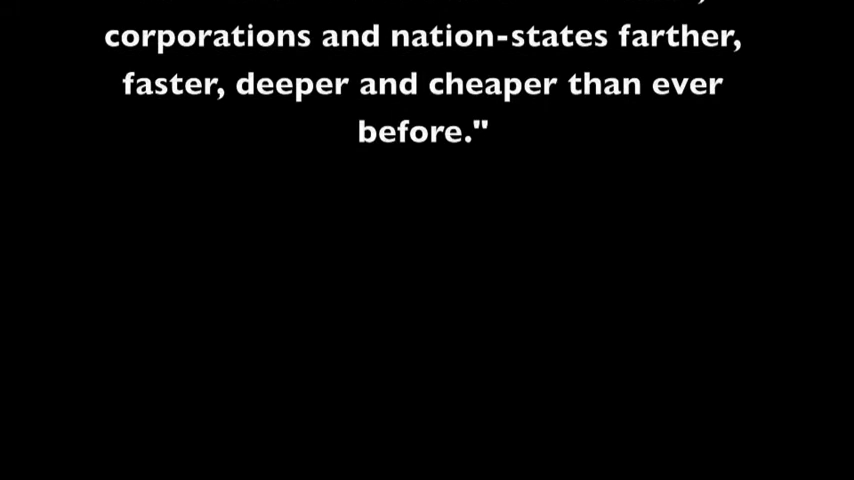 corporations and nation-states farther,
faster, deeper and cheaper than ever
before."